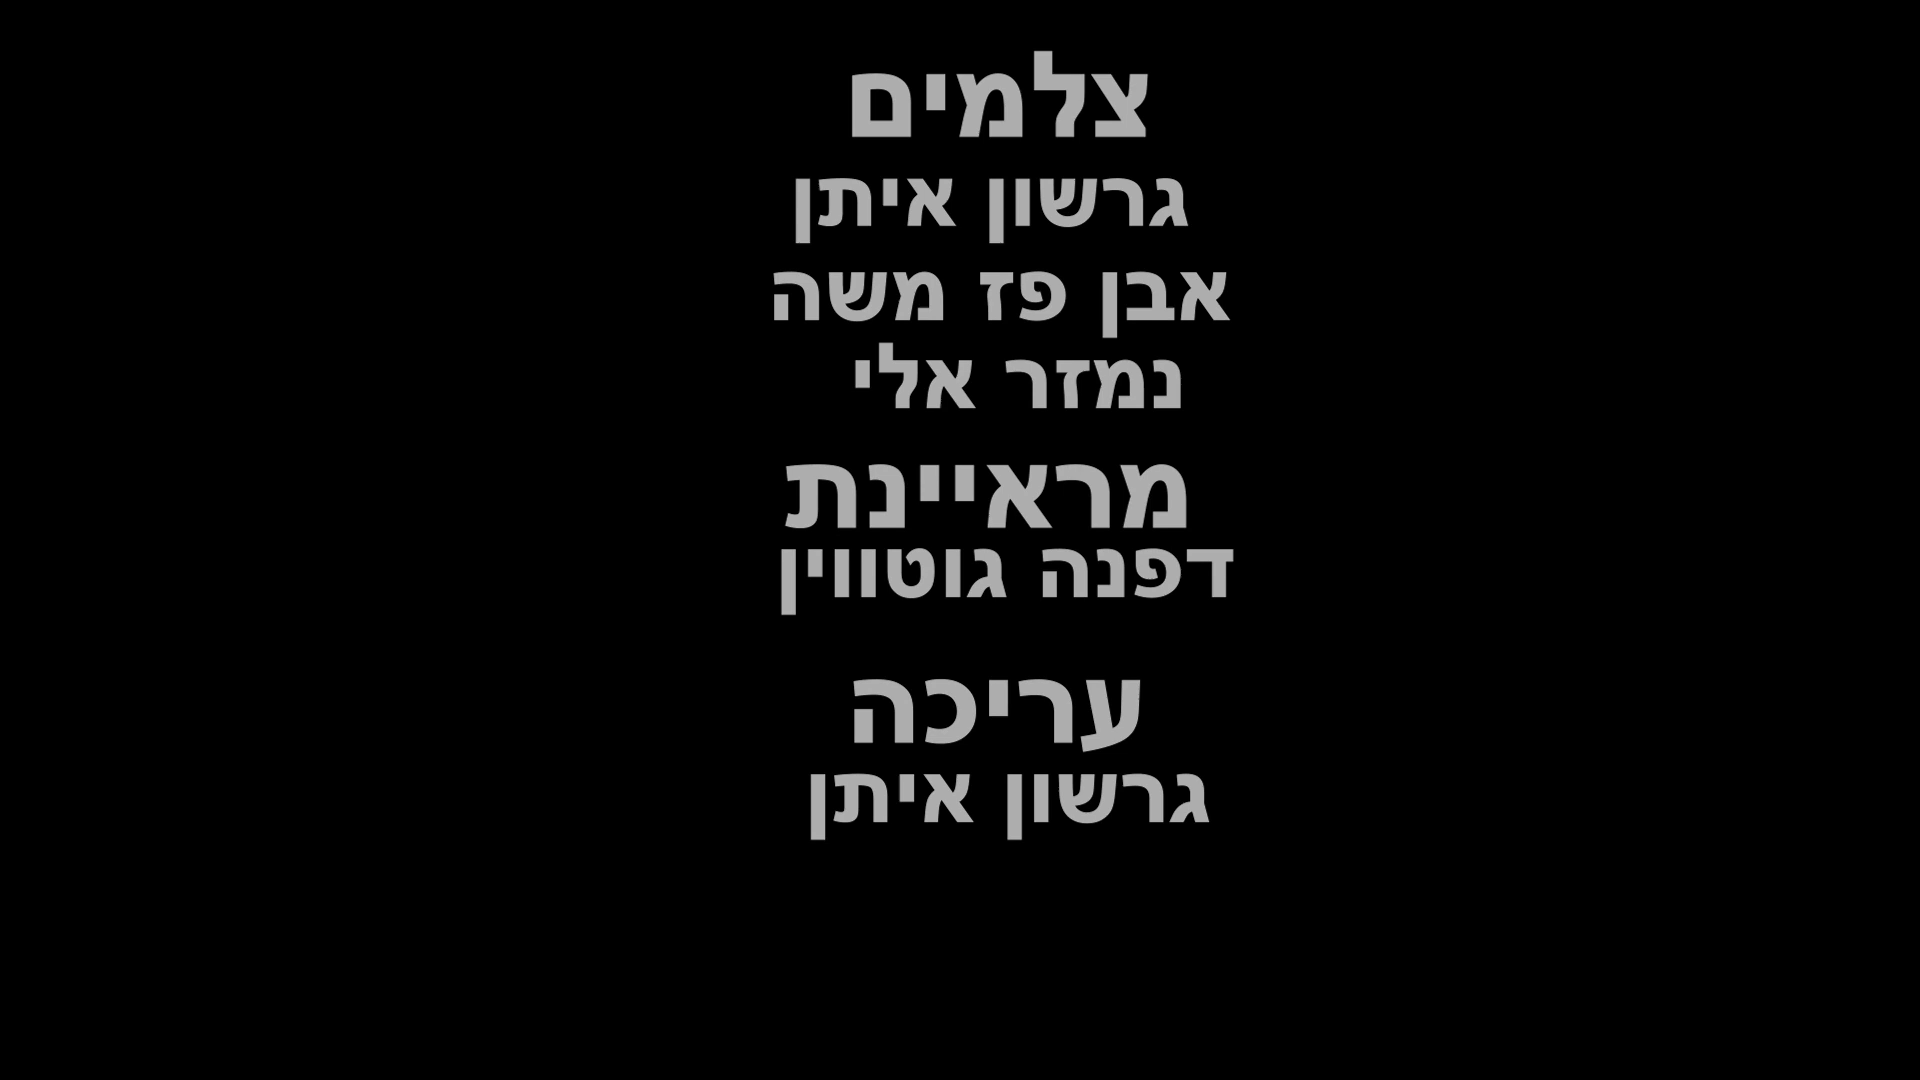 צלמים
גרשון איתן
אבן פז משה
נמזר אלי
מראיינת
דפנה גוטווין
עריכה
גרשון איתן